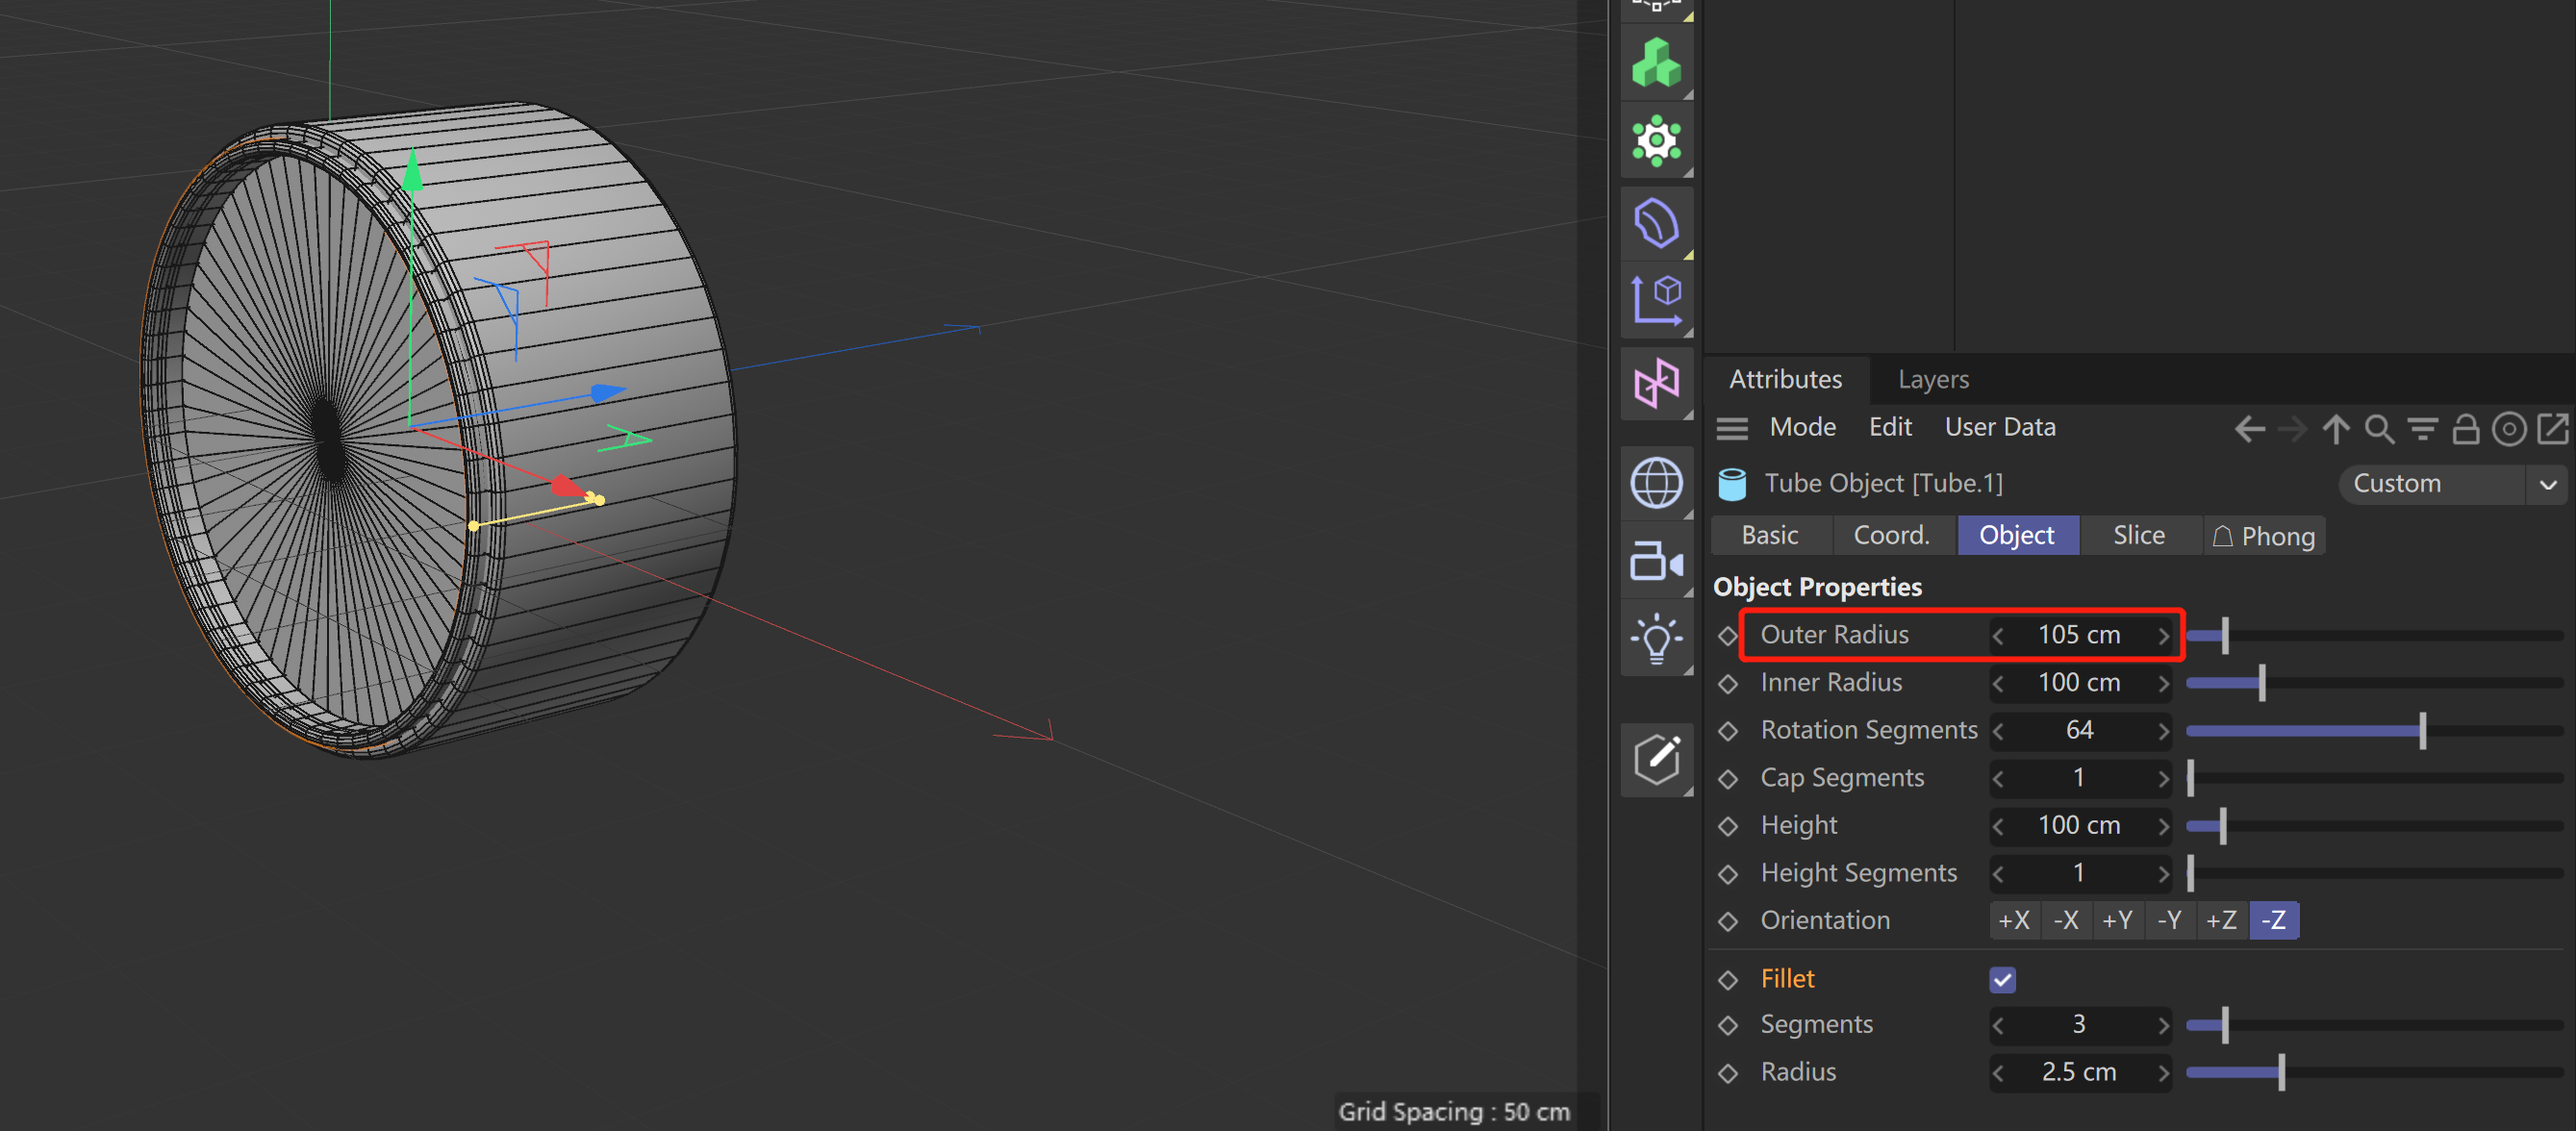 Attributes Layers
Mode Edit User Data
Tube Object [Tube.1] Custom
Basic Coord. Object Slice Phong
Object Properties
Outer Radius 105 cm
Inner Radius 100 cm
Rotation Segments 64
Cap Segments 1
Height 100 cm
Height Segments 1
Orientation +X -X +Y -Y +Z -Z
Fillet
Segments 3
Radius 2.5 cm
Grid Spacing : 50 cm